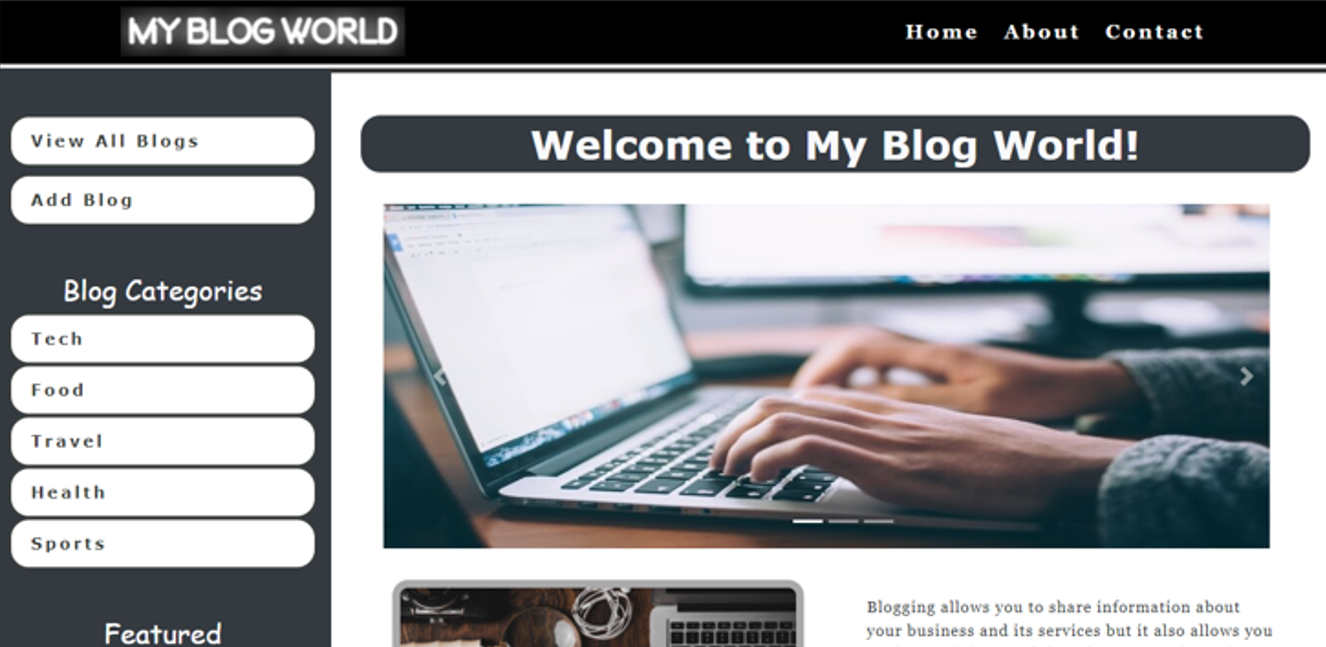 MY BLOG WORLD
Home About Contact
View All Blogs
Add Blog
Blog Categories
Tech
Food
Travel
Health
Sports
Featured
Welcome to My Blog World!
Blogging allows you to share information about
your business and its services but it also allows you